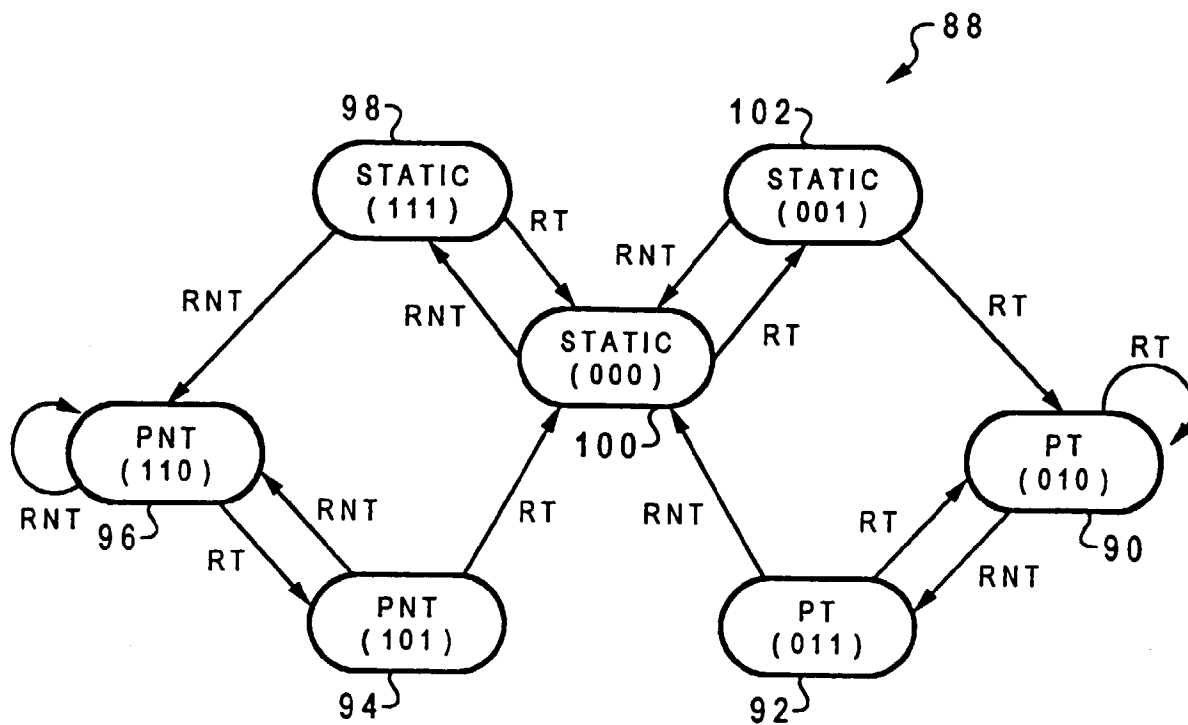 88
98
102
STATIC
(111)
STATIC
(001)
RT
RNT
RNT
RNT
RT
RT
STATIC
(000)
RT
100
PNT
(110)
PT
(010)
RNT
96
RNT
RT
RT
RNT
RT
RNT
90
PNT
(101)
PT
(011)
94
92